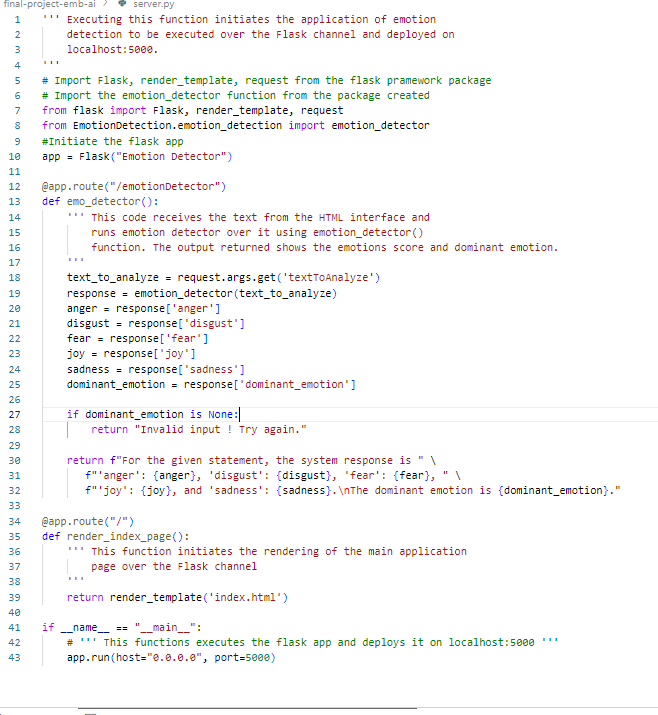 final-project-emb-ai > server.py
1 ''' Executing this function initiates the application of emotion
2 detection to be executed over the Flask channel and deployed on
3 localhost:5000.
4 '''
5 # Import Flask, render_template, request from the flask pramework package
6 # Import the emotion_detector function from the package created
7 from flask import Flask, render_template, request
8 from EmotionDetection.emotion_detection import emotion_detector
9 #Initiate the flask app
10 app = Flask("Emotion Detector")
11
12 @app.route("/emotionDetector")
13 def emo_detector():
14 ''' This code receives the text from the HTML interface and
15 runs emotion detector over it using emotion_detector()
16 function. The output returned shows the emotions score and dominant emotion.
17 '''
18 text_to_analyze = request.args.get('textToAnalyze')
19 response = emotion_detector(text_to_analyze)
20 anger = response['anger']
21 disgust = response['disgust']
22 fear = response['fear']
23 joy = response['joy']
24 sadness = response['sadness']
25 dominant_emotion = response['dominant_emotion']
26
27 if dominant_emotion is None:
28 return "Invalid input ! Try again."
29
30 return f"For the given statement, the system response is " \
31 f"'anger': {anger}, 'disgust': {disgust}, 'fear': {fear}, " \
32 f"'joy': {joy}, and 'sadness': {sadness}.\nThe dominant emotion is {dominant_emotion}."
33
34 @app.route("/")
35 def render_index_page():
36 ''' This function initiates the rendering of the main application
37 page over the Flask channel
38 '''
39 return render_template('index.html')
40
41 if __name__ == "__main__":
42 # ''' This functions executes the flask app and deploys it on localhost:5000 '''
43 app.run(host="0.0.0.0", port=5000)